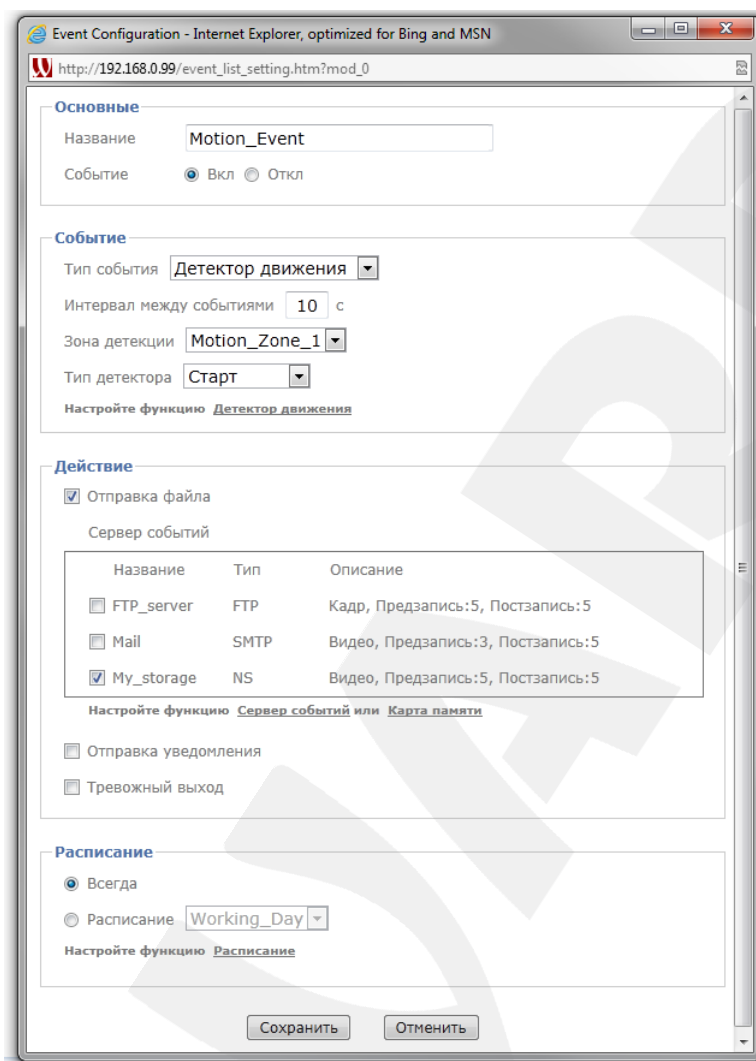 Event Configuration - Internet Explorer, optimized for Bing and MSN
http://192.168.0.99/event_list_setting.htm?mod_0
Основные
Название Motion_Event
Событие Вкл Откл
Событие
Тип события Детектор движения
Интервал между событиями 10 с
Зона детекции Motion_Zone_1
Тип детектора Старт
Настройте функцию Детектор движения
Действие
Отправка файла
Сервер событий
Название Тип Описание
FTP_server FTP Кадр, Предзапись:5, Постзапись:5
Mail SMTP Видео, Предзапись:3, Постзапись:5
My_storage NS Видео, Предзапись:5, Постзапись:5
Настройте функцию Сервер событий или Карта памяти
Отправка уведомления
Тревожный выход
Расписание
Всегда
Расписание Working_Day
Настройте функцию Расписание
Сохранить Отменить